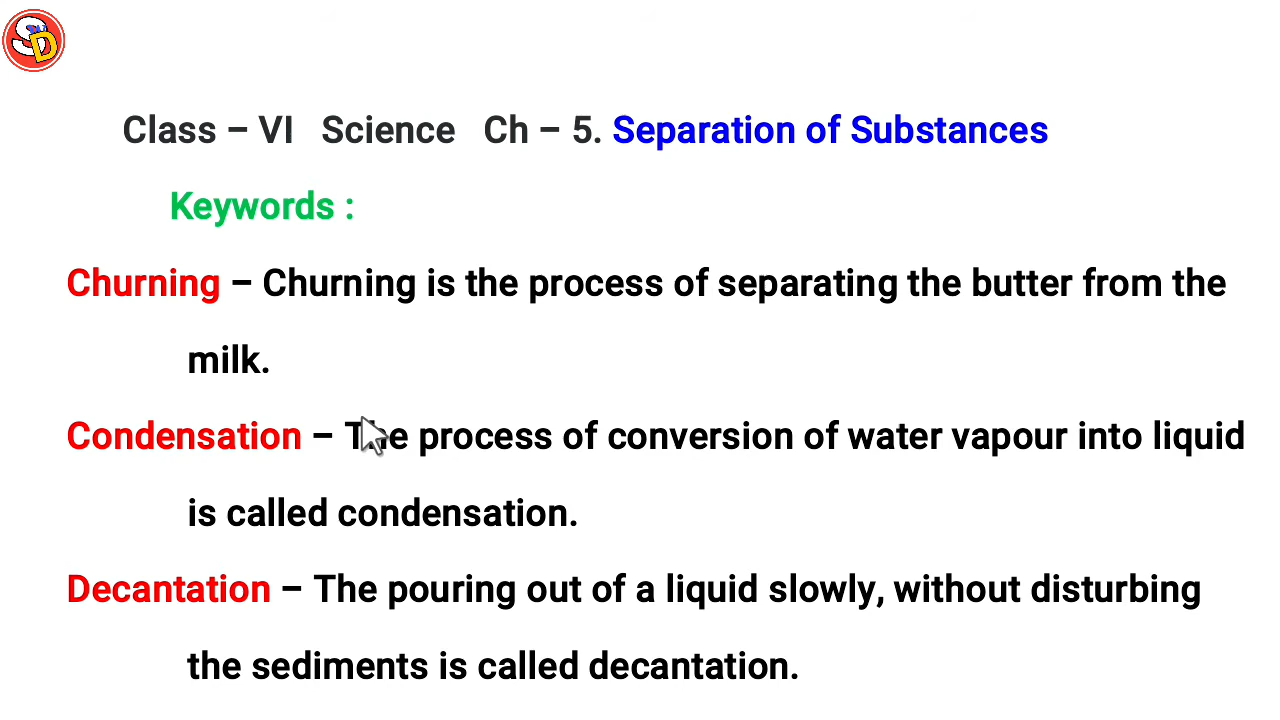 SD
Class – VI Science Ch – 5. Separation of Substances
Keywords :
Churning – Churning is the process of separating the butter from the
milk.
Condensation – The process of conversion of water vapour into liquid
is called condensation.
Decantation – The pouring out of a liquid slowly, without disturbing
the sediments is called decantation.